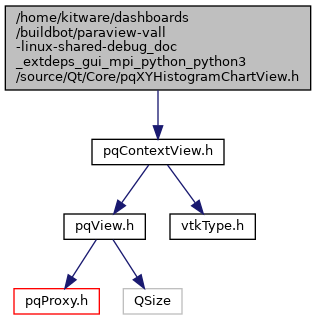 /home/kitware/dashboards
/buildbot/paraview-vall
-linux-shared-debug_doc
_extdeps_gui_mpi_python_python3
/source/Qt/Core/pqXYHistogramChartView.h
pqContextView.h
pqView.h
vtkType.h
pqProxy.h
QSize